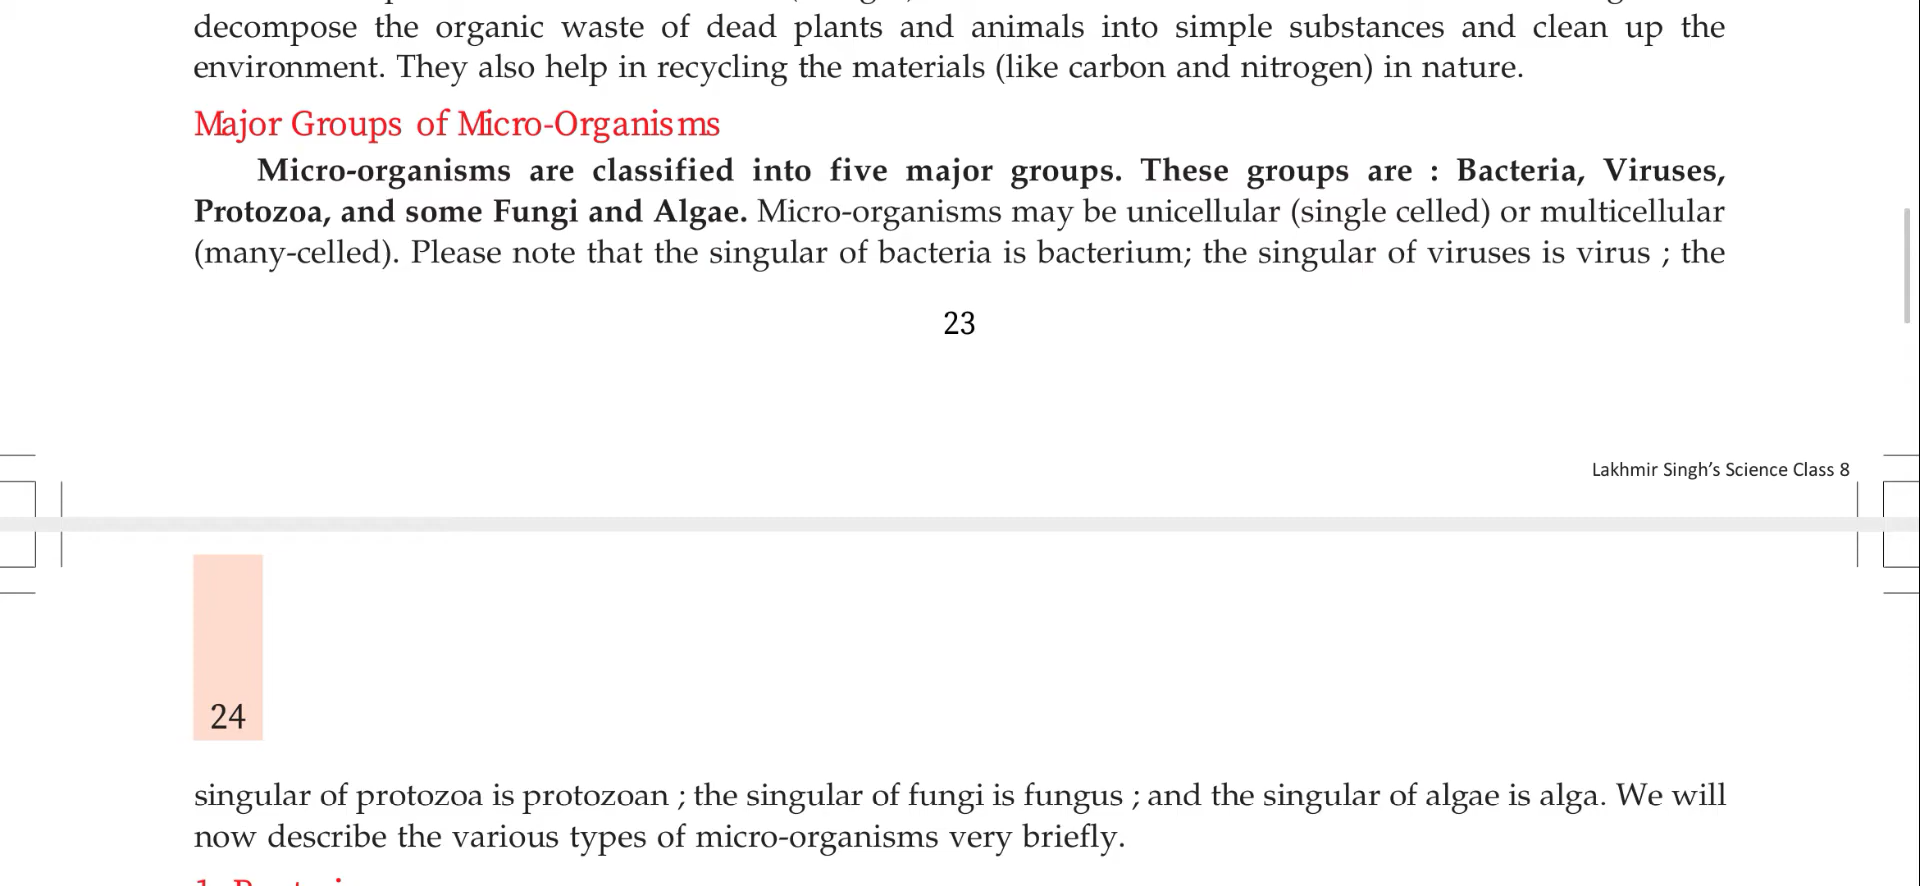 decompose the organic waste of dead plants and animals into simple substances and clean up the
environment. They also help in recycling the materials (like carbon and nitrogen) in nature.
Major Groups of Micro-Organisms
Micro-organisms are classified into five major groups. These groups are : Bacteria, Viruses,
Protozoa, and some Fungi and Algae. Micro-organisms may be unicellular (single celled) or multicellular
(many-celled). Please note that the singular of bacteria is bacterium; the singular of viruses is virus ; the
23
Lakhmir Singh’s Science Class 8
24
singular of protozoa is protozoan ; the singular of fungi is fungus ; and the singular of algae is alga. We will
now describe the various types of micro-organisms very briefly.